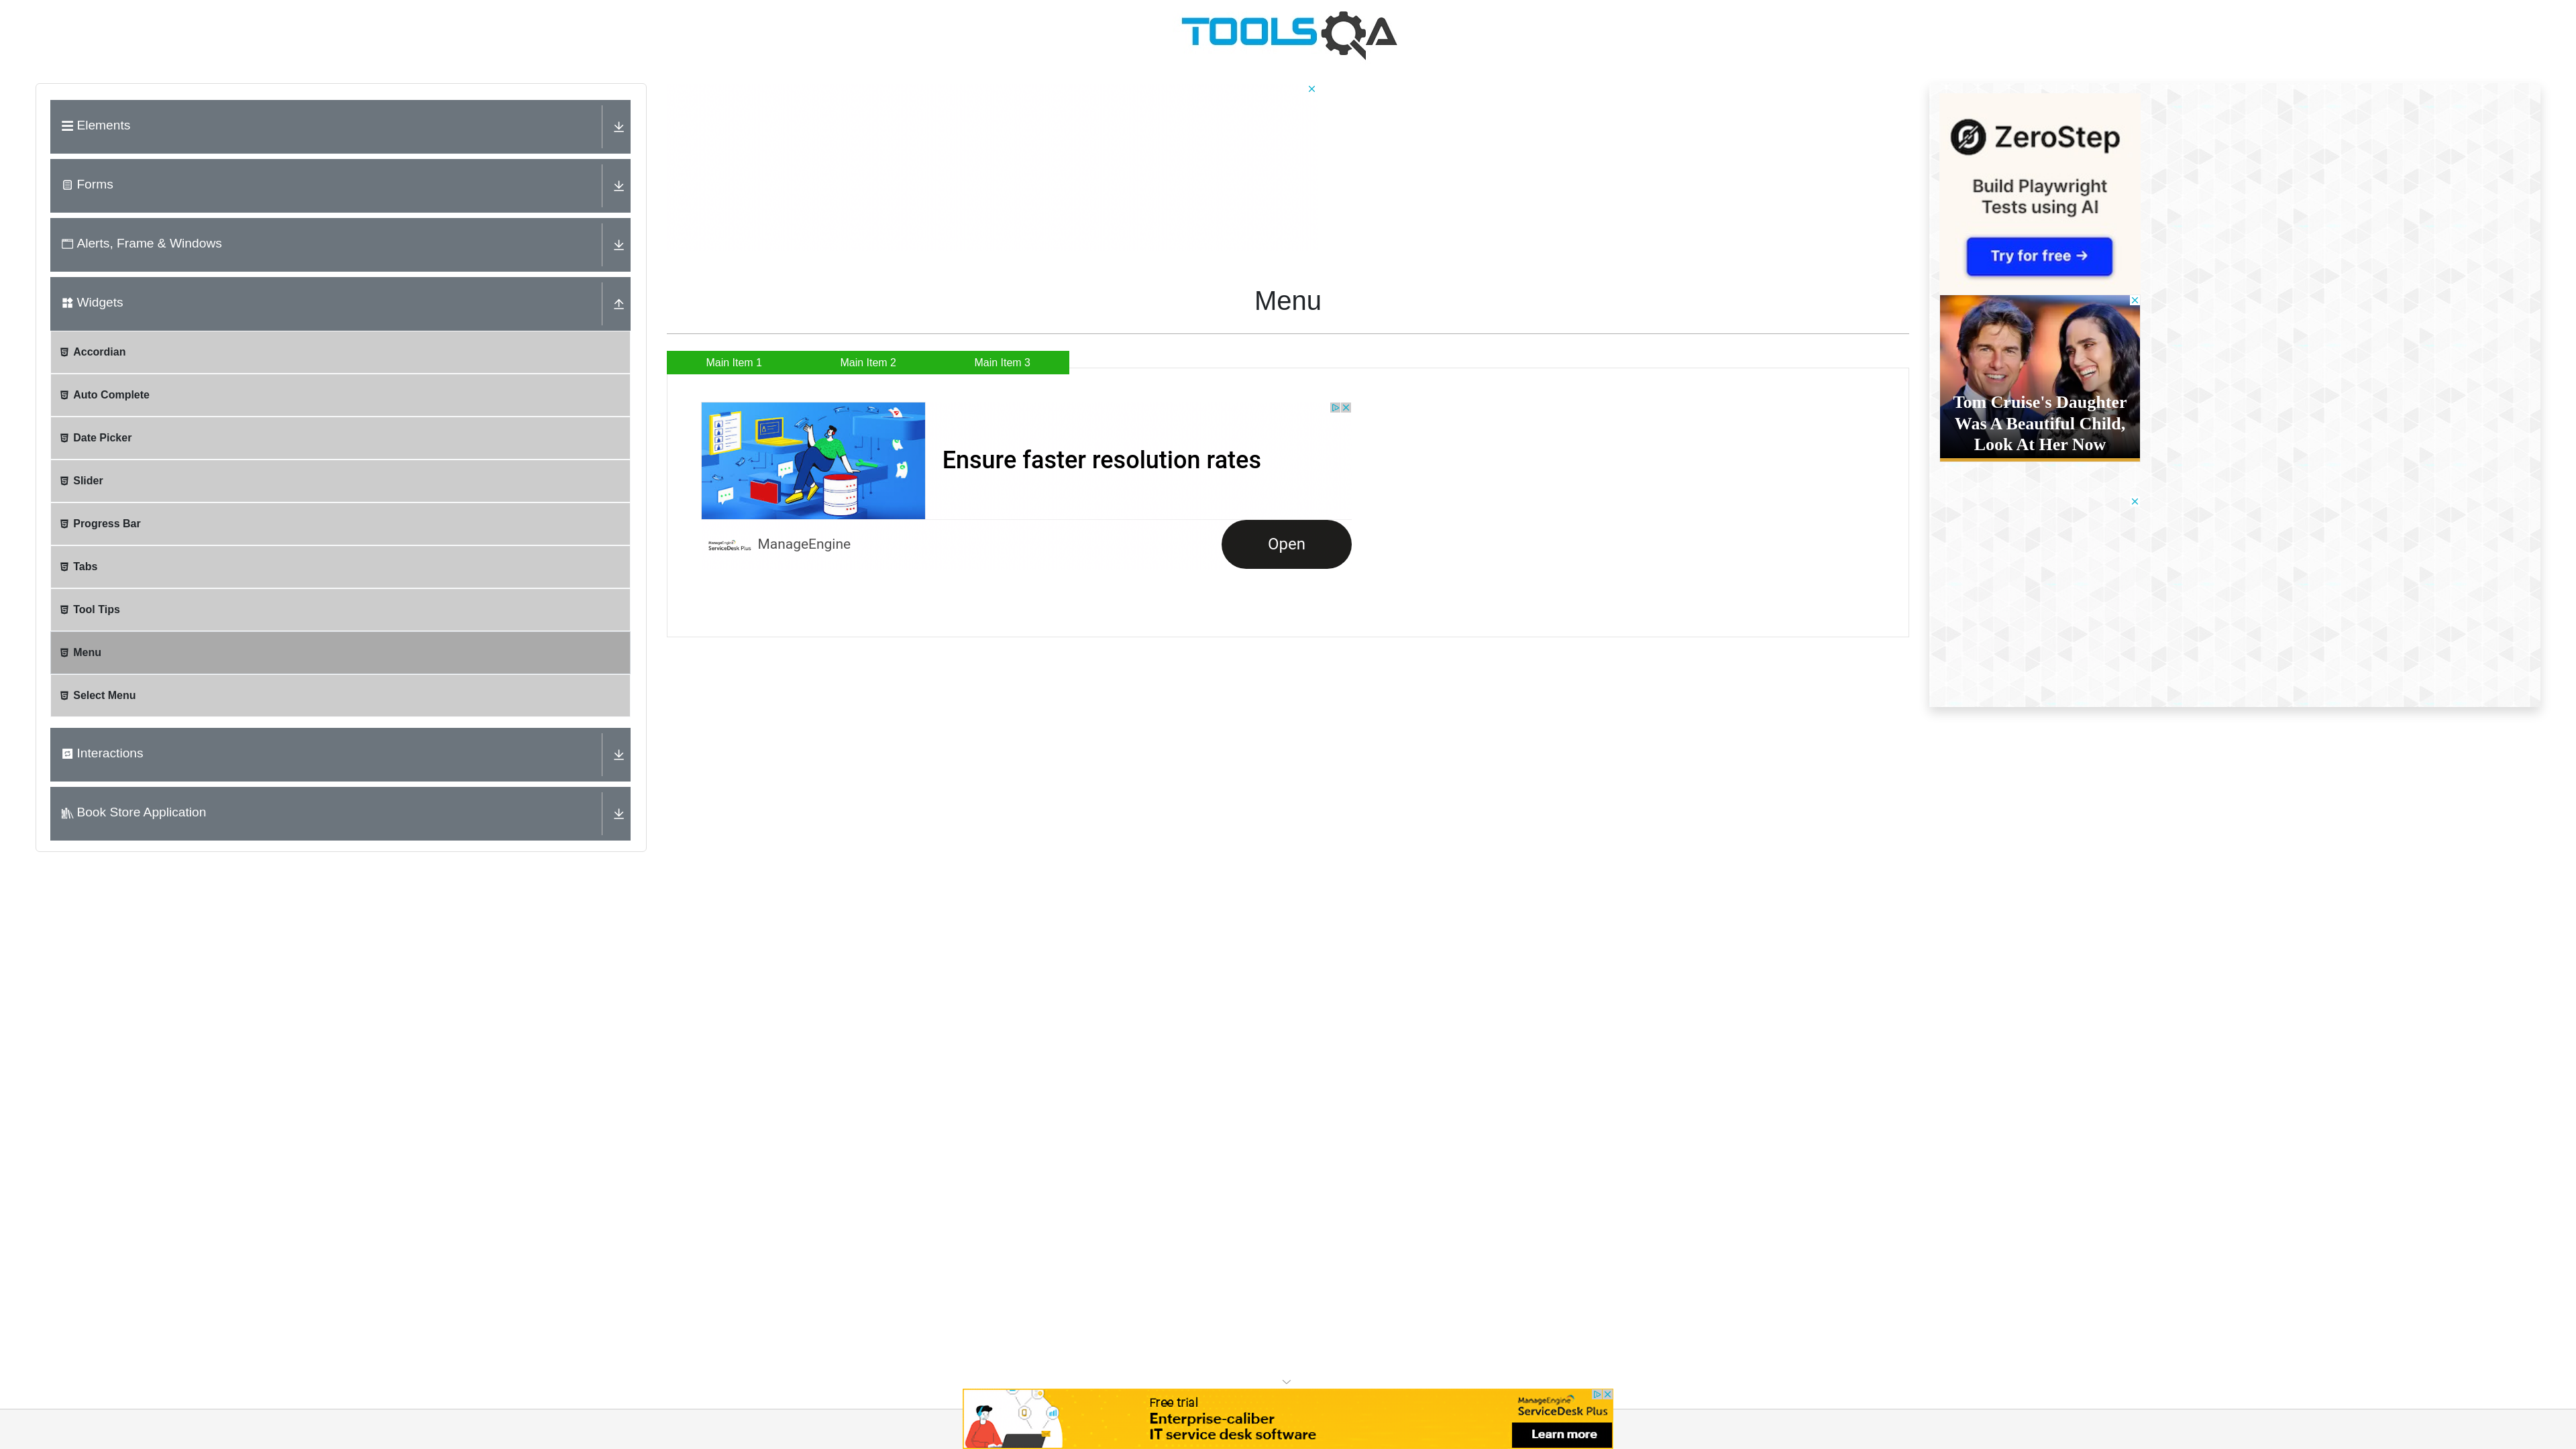 TOOLSQA
Elements
Forms
Alerts, Frame & Windows
Widgets
Accordian
Auto Complete
Date Picker
Slider
Progress Bar
Tabs
Tool Tips
Menu
Select Menu
Interactions
Book Store Application
Menu
Main Item 1
Main Item 2
Main Item 3
Ensure faster resolution rates
ManageEngine
ServiceDesk Plus
ManageEngine
Open
ZeroStep
Build Playwright
Tests using AI
Try for free →
Tom Cruise's Daughter
Was A Beautiful Child,
Look At Her Now
Free trial
Enterprise-caliber
IT service desk software
ManageEngine
ServiceDesk Plus
Learn more